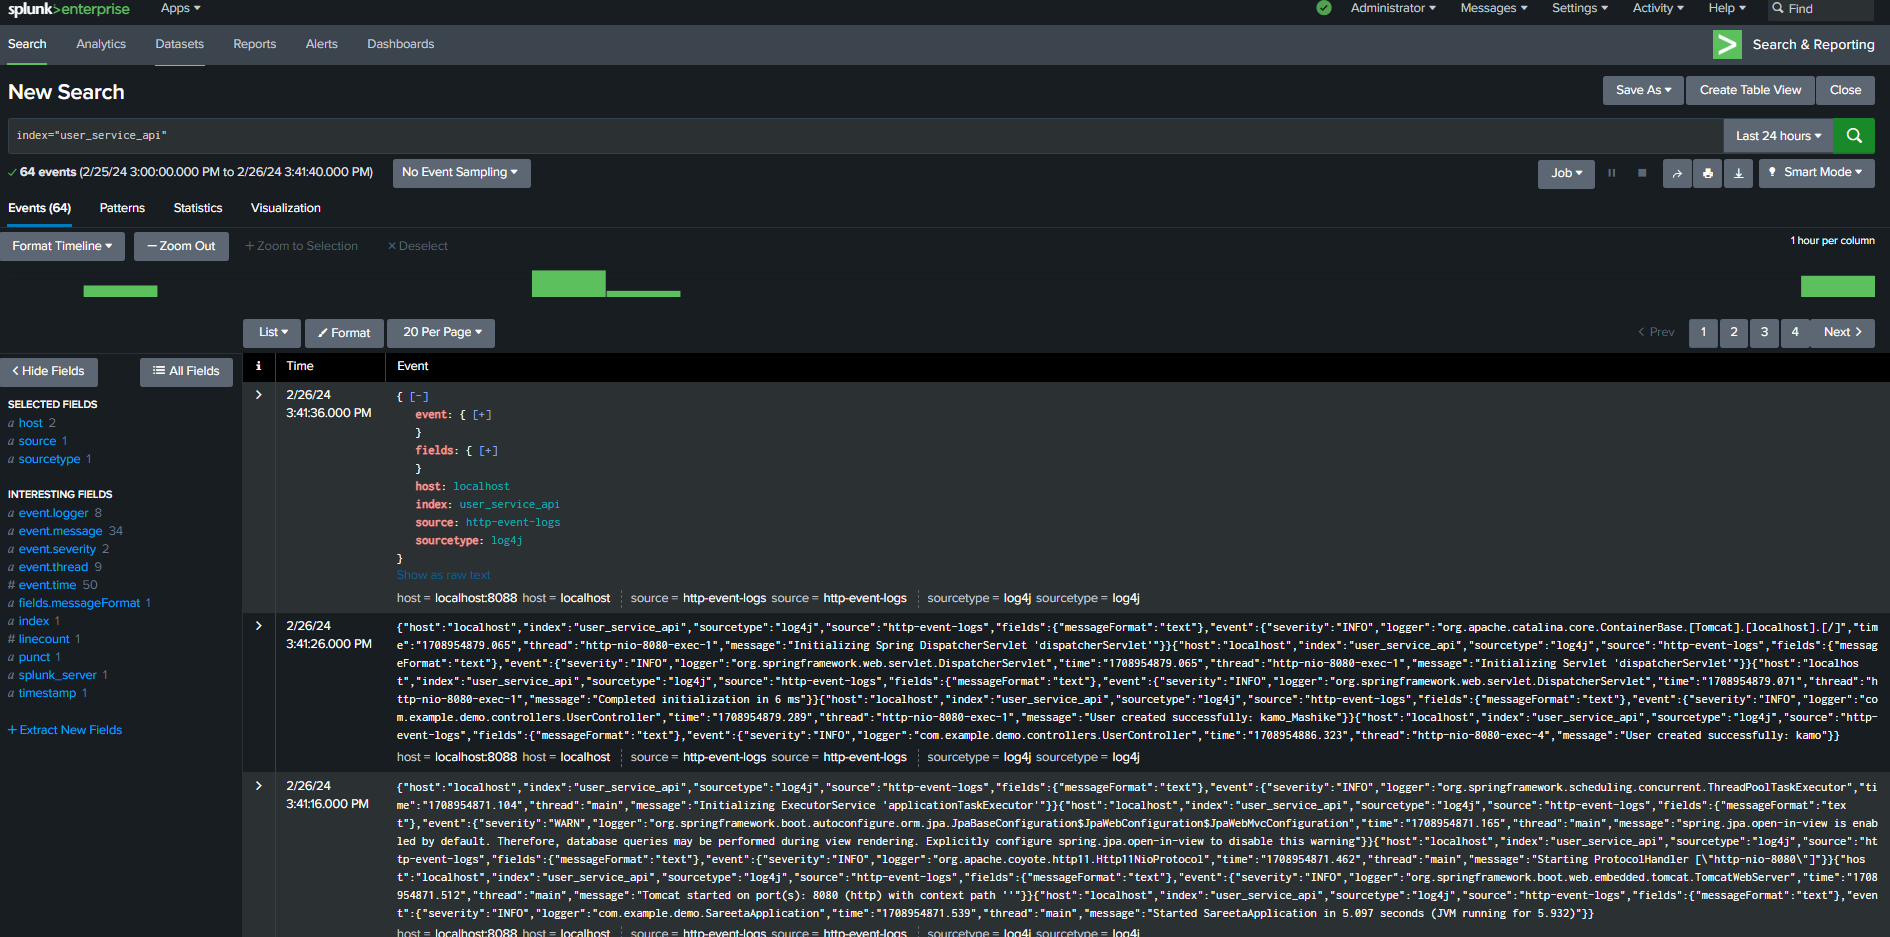 splunk>enterprise Apps Administrator Messages Settings Activity Help Find
Search Analytics Datasets Reports Alerts Dashboards Search & Reporting
New Search Save As Create Table View Close
index="user_service_api" Last 24 hours
64 events (2/25/24 3:00:00.000 PM to 2/26/24 3:41:40.000 PM) No Event Sampling Job Smart Mode
Events (64) Patterns Statistics Visualization
Format Timeline — Zoom Out + Zoom to Selection × Deselect 1 hour per column
List Format 20 Per Page < Prev 1 2 3 4 Next >
< Hide Fields All Fields
SELECTED FIELDS
a host 2
a source 1
a sourcetype 1
INTERESTING FIELDS
a event.logger 8
a event.message 34
a event.severity 2
a event.thread 9
# event.time 50
a fields.messageFormat 1
a index 1
# linecount 1
a punct 1
a splunk_server 1
a timestamp 1
+ Extract New Fields
i Time Event
> 2/26/24
3:41:36.000 PM
{ [-]
event: { [+]
}
fields: { [+]
}
host: localhost
index: user_service_api
source: http-event-logs
sourcetype: log4j
}
Show as raw text
host = localhost:8088 host = localhost source = http-event-logs source = http-event-logs sourcetype = log4j sourcetype = log4j
> 2/26/24
3:41:26.000 PM
{"host":"localhost","index":"user_service_api","sourcetype":"log4j","source":"http-event-logs","fields":{"messageFormat":"text"},"event":{"severity":"INFO","logger":"org.apache.catalina.core.ContainerBase.[Tomcat].[localhost].[/]","tim
e":"1708954879.065","thread":"http-nio-8080-exec-1","message":"Initializing Spring DispatcherServlet 'dispatcherServlet'"}}{"host":"localhost","index":"user_service_api","sourcetype":"log4j","source":"http-event-logs","fields":{"messag
eFormat":"text"},"event":{"severity":"INFO","logger":"org.springframework.web.servlet.DispatcherServlet","time":"1708954879.065","thread":"http-nio-8080-exec-1","message":"Initializing Servlet 'dispatcherServlet'"}}{"host":"localhos
t","index":"user_service_api","sourcetype":"log4j","source":"http-event-logs","fields":{"messageFormat":"text"},"event":{"severity":"INFO","logger":"org.springframework.web.servlet.DispatcherServlet","time":"1708954879.071","thread":"h
ttp-nio-8080-exec-1","message":"Completed initialization in 6 ms"}}{"host":"localhost","index":"user_service_api","sourcetype":"log4j","source":"http-event-logs","fields":{"messageFormat":"text"},"event":{"severity":"INFO","logger":"co
m.example.demo.controllers.UserController","time":"1708954879.289","thread":"http-nio-8080-exec-1","message":"User created successfully: kamo_Mashike"}}{"host":"localhost","index":"user_service_api","sourcetype":"log4j","source":"http-
event-logs","fields":{"messageFormat":"text"},"event":{"severity":"INFO","logger":"com.example.demo.controllers.UserController","time":"1708954886.323","thread":"http-nio-8080-exec-4","message":"User created successfully: kamo"}}
host = localhost:8088 host = localhost source = http-event-logs source = http-event-logs sourcetype = log4j sourcetype = log4j
> 2/26/24
3:41:16.000 PM
{"host":"localhost","index":"user_service_api","sourcetype":"log4j","source":"http-event-logs","fields":{"messageFormat":"text"},"event":{"severity":"INFO","logger":"org.springframework.scheduling.concurrent.ThreadPoolTaskExecutor","ti
me":"1708954871.104","thread":"main","message":"Initializing ExecutorService 'applicationTaskExecutor'"}}{"host":"localhost","index":"user_service_api","sourcetype":"log4j","source":"http-event-logs","fields":{"messageFormat":"tex
t"},"event":{"severity":"WARN","logger":"org.springframework.boot.autoconfigure.orm.jpa.JpaBaseConfiguration$JpaWebConfiguration$JpaWebMvcConfiguration","time":"1708954871.165","thread":"main","message":"spring.jpa.open-in-view is enab
led by default. Therefore, database queries may be performed during view rendering. Explicitly configure spring.jpa.open-in-view to disable this warning"}}{"host":"localhost","index":"user_service_api","sourcetype":"log4j","source":"ht
tp-event-logs","fields":{"messageFormat":"text"},"event":{"severity":"INFO","logger":"org.apache.coyote.http11.Http11NioProtocol","time":"1708954871.462","thread":"main","message":"Starting ProtocolHandler [\"http-nio-8080\"]"}}{"hos
t":"localhost","index":"user_service_api","sourcetype":"log4j","source":"http-event-logs","fields":{"messageFormat":"text"},"event":{"severity":"INFO","logger":"org.springframework.boot.web.embedded.tomcat.TomcatWebServer","time":"1708
954871.512","thread":"main","message":"Tomcat started on port(s): 8080 (http) with context path ''"}}{"host":"localhost","index":"user_service_api","sourcetype":"log4j","source":"http-event-logs","fields":{"messageFormat":"text"},"even
t":{"severity":"INFO","logger":"com.example.demo.SareetaApplication","time":"1708954871.539","thread":"main","message":"Started SareetaApplication in 5.097 seconds (JVM running for 5.932)"}}
host = localhost:8088 host = localhost source = http-event-logs source = http-event-logs sourcetype = log4j sourcetype = log4j